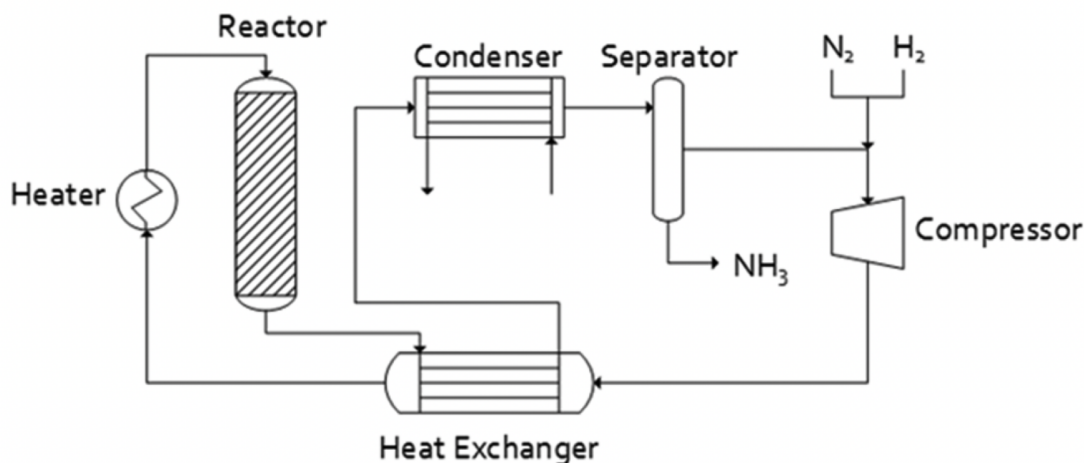 Reactor
Condenser
Separator
N₂
H₂
Heater
Compressor
NH₃
Heat Exchanger